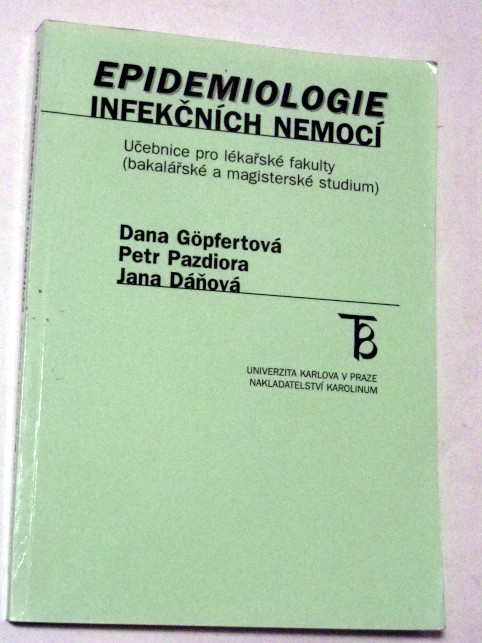 EPIDEMIOLOGIE
INFEKČNÍCH NEMOCÍ
Učebnice pro lékařské fakulty
(bakalářské a magisterské studium)
Dana Göpfertová
Petr Pazdiora
Jana Dáňová
UNIVERZITA KARLOVA V PRAZE
NAKLADATELSTVÍ KAROLINUM